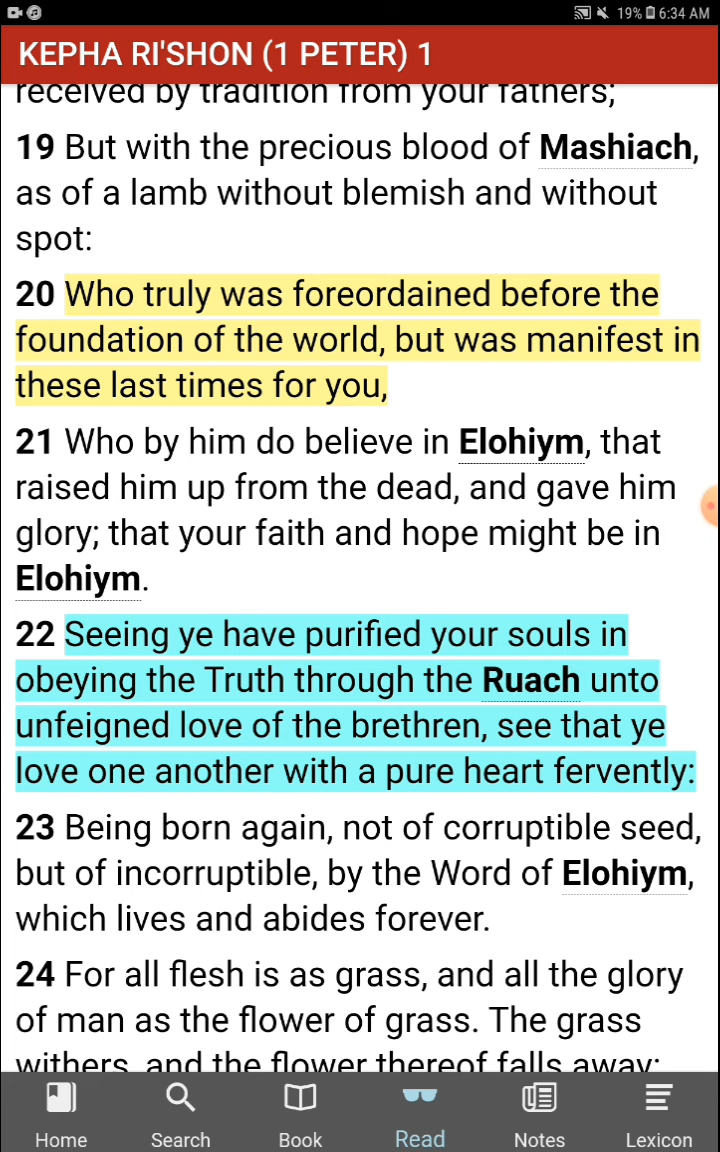 19% 6:34 AM
KEPHA RI'SHON (1 PETER) 1
received by tradition from your fathers;
19 But with the precious blood of Mashiach,
as of a lamb without blemish and without
spot:
20 Who truly was foreordained before the
foundation of the world, but was manifest in
these last times for you,
21 Who by him do believe in Elohiym, that
raised him up from the dead, and gave him
glory; that your faith and hope might be in
Elohiym.
22 Seeing ye have purified your souls in
obeying the Truth through the Ruach unto
unfeigned love of the brethren, see that ye
love one another with a pure heart fervently:
23 Being born again, not of corruptible seed,
but of incorruptible, by the Word of Elohiym,
which lives and abides forever.
24 For all flesh is as grass, and all the glory
of man as the flower of grass. The grass
withers, and the flower thereof falls away:
Home Search Book Read Notes Lexicon